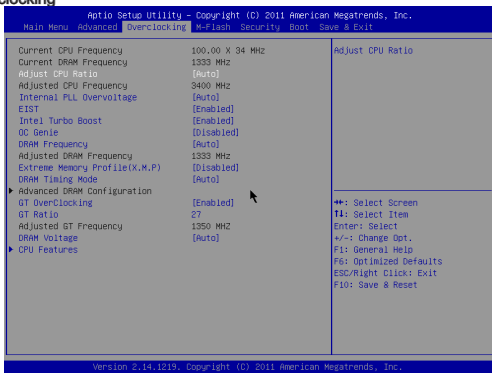 clocking
Aptio Setup Utility – Copyright (C) 2011 American Megatrends, Inc.
Main Menu Advanced Overclocking M-Flash Security Boot Save & Exit
Current CPU Frequency 100.00 X 34 MHz
Current DRAM Frequency 1333 MHz
Adjust CPU Ratio [Auto]
Adjusted CPU Frequency 3400 MHz
Internal PLL Overvoltage [Auto]
EIST [Enabled]
Intel Turbo Boost [Enabled]
OC Genie [Disabled]
DRAM Frequency [Auto]
Adjusted DRAM Frequency 1333 MHz
Extreme Memory Profile(X.M.P) [Disabled]
DRAM Timing Mode [Auto]
Advanced DRAM Configuration
GT OverClocking [Enabled]
GT Ratio 27
Adjusted GT Frequency 1350 MHZ
DRAM Voltage [Auto]
CPU Features
Adjust CPU Ratio
→←: Select Screen
↑↓: Select Item
Enter: Select
+/-: Change Opt.
F1: General Help
F6: Optimized Defaults
ESC/Right Click: Exit
F10: Save & Reset
Version 2.14.1219. Copyright (C) 2011 American Megatrends, Inc.